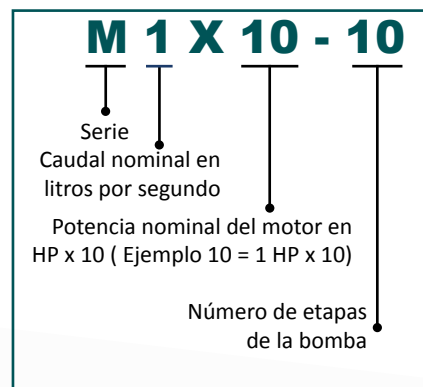 M 1 X 10 - 10
Serie
Caudal nominal en
litros por segundo
Potencia nominal del motor en
HP x 10 ( Ejemplo 10 = 1 HP x 10)
Número de etapas
de la bomba